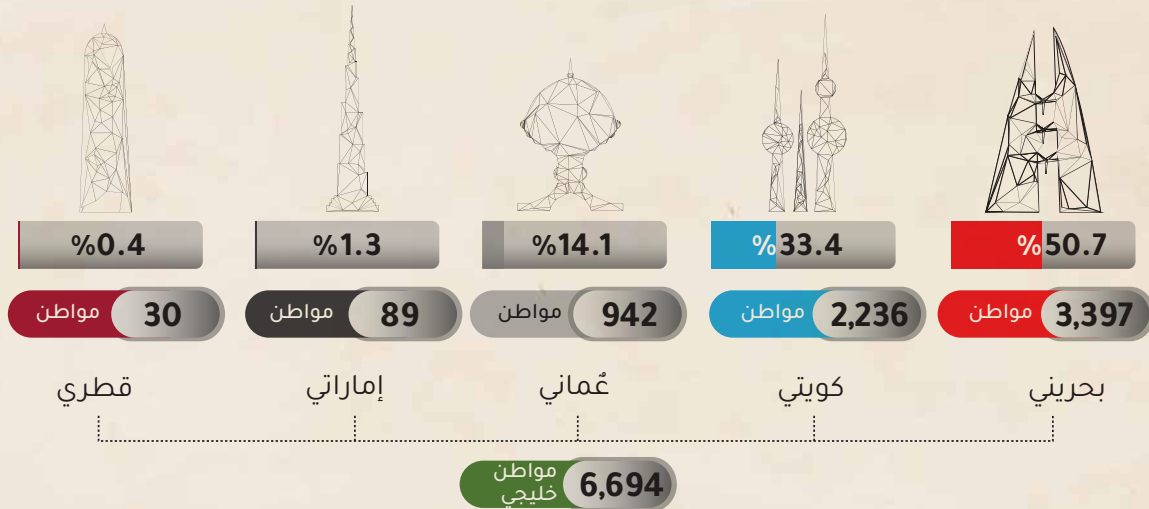 %50.7
%33.4
%14.1
%1.3
%0.4
3,397 مواطن
2,236 مواطن
942 مواطن
89 مواطن
30 مواطن
بحريني
كويتي
عُماني
إماراتي
قطري
6,694 مواطن
خليجي